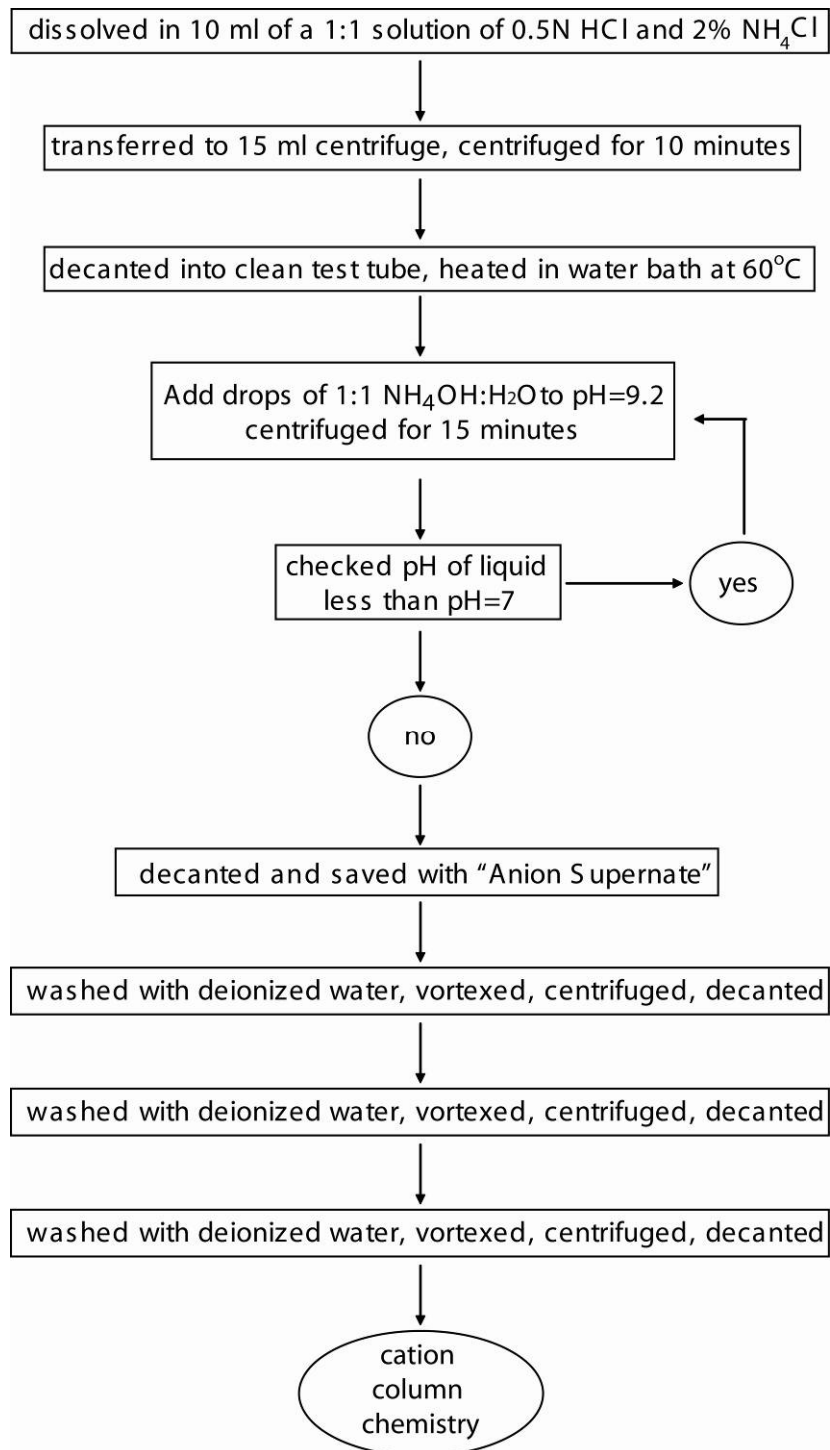 dissolved in 10 ml of a 1:1 solution of 0.5N HCl and 2% NH₄Cl
transferred to 15 ml centrifuge, centrifuged for 10 minutes
decanted into clean test tube, heated in water bath at 60°C
Add drops of 1:1 NH₄OH:H₂O to pH=9.2
centrifuged for 15 minutes
checked pH of liquid
less than pH=7
yes
no
decanted and saved with “Anion Supernate”
washed with deionized water, vortexed, centrifuged, decanted
washed with deionized water, vortexed, centrifuged, decanted
washed with deionized water, vortexed, centrifuged, decanted
cation
column
chemistry